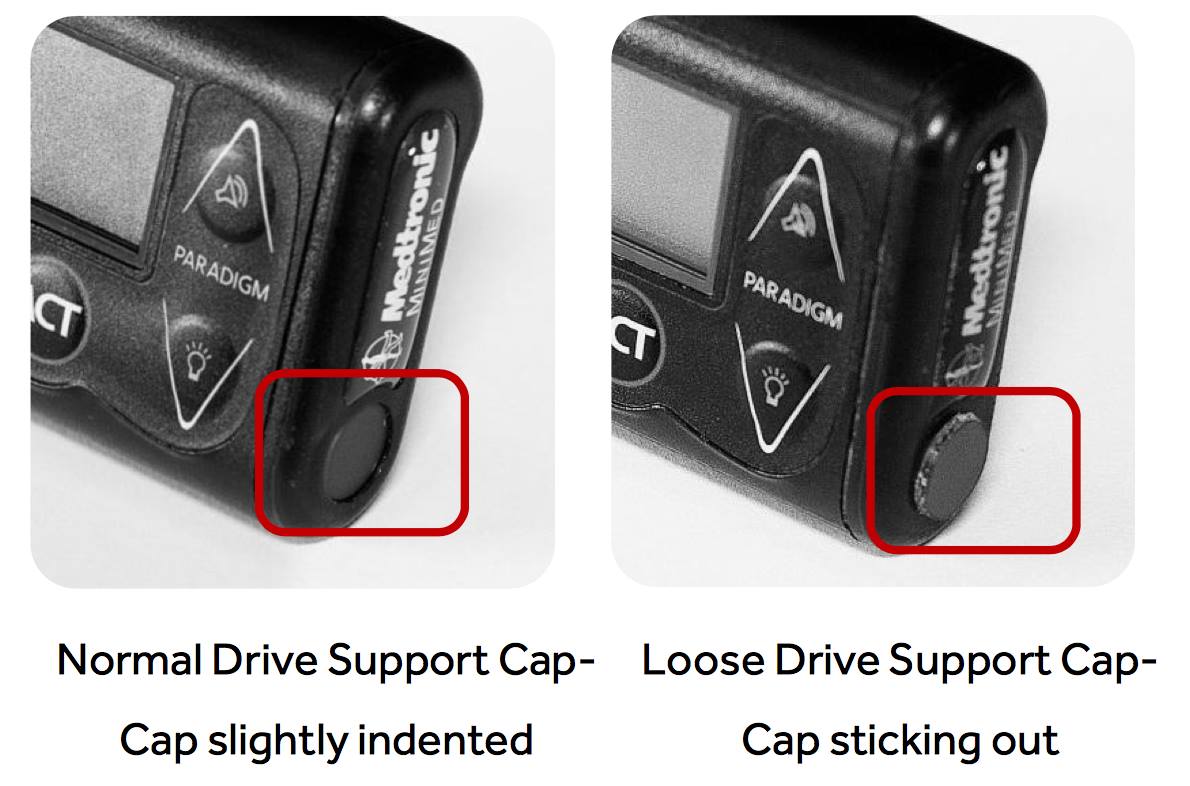 Medtronic
MINIMED
PARADIGM
ACT
Medtronic
MINIMED
PARADIGM
CT
Normal Drive Support Cap-
Cap slightly indented
Loose Drive Support Cap-
Cap sticking out